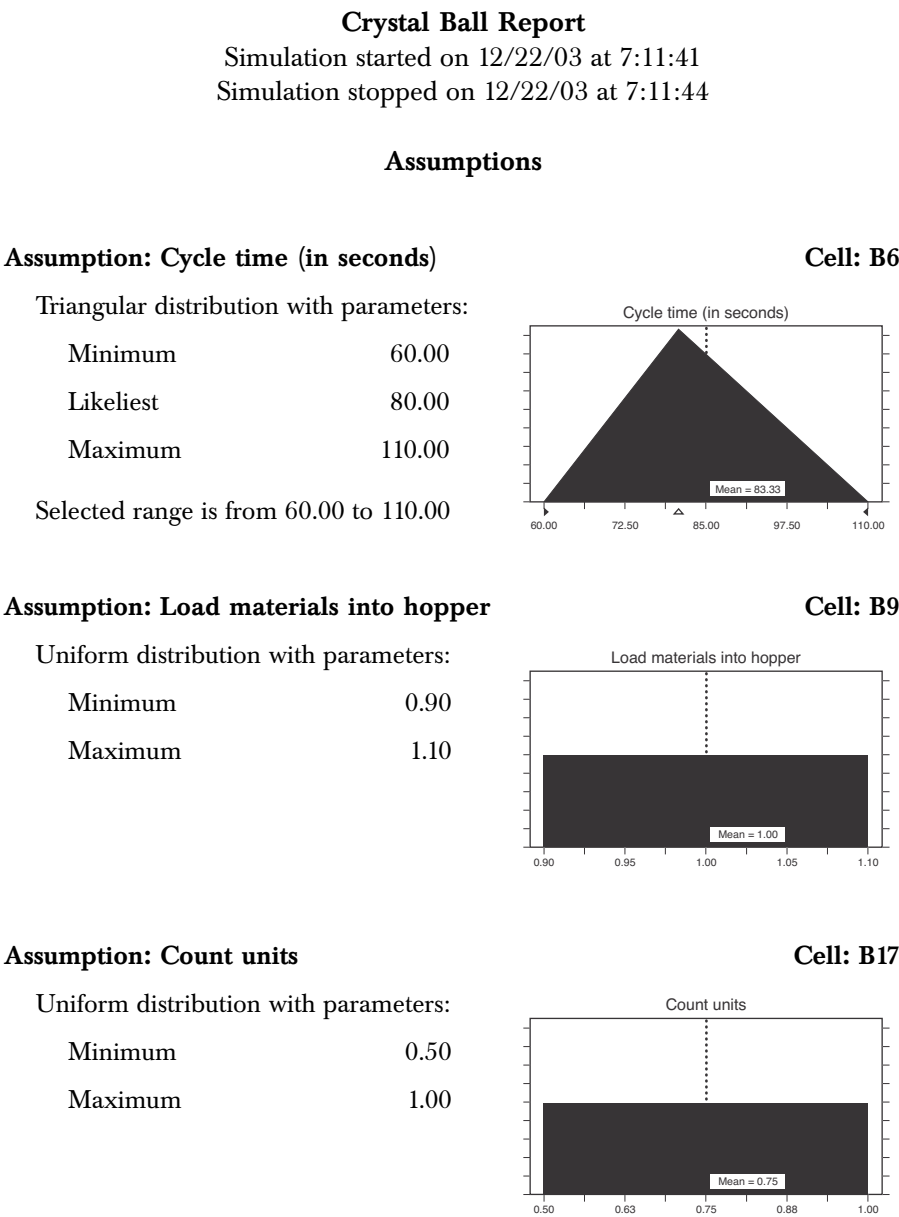 Crystal Ball Report
Simulation started on 12/22/03 at 7:11:41
Simulation stopped on 12/22/03 at 7:11:44
Assumptions
Assumption: Cycle time (in seconds) Cell: B6
Triangular distribution with parameters:
Minimum 60.00
Likeliest 80.00
Maximum 110.00
Selected range is from 60.00 to 110.00
Cycle time (in seconds)
Mean = 83.33
60.00 72.50 85.00 97.50 110.00
Assumption: Load materials into hopper Cell: B9
Uniform distribution with parameters:
Minimum 0.90
Maximum 1.10
Load materials into hopper
Mean = 1.00
0.90 0.95 1.00 1.05 1.10
Assumption: Count units Cell: B17
Uniform distribution with parameters:
Minimum 0.50
Maximum 1.00
Count units
Mean = 0.75
0.50 0.63 0.75 0.88 1.00